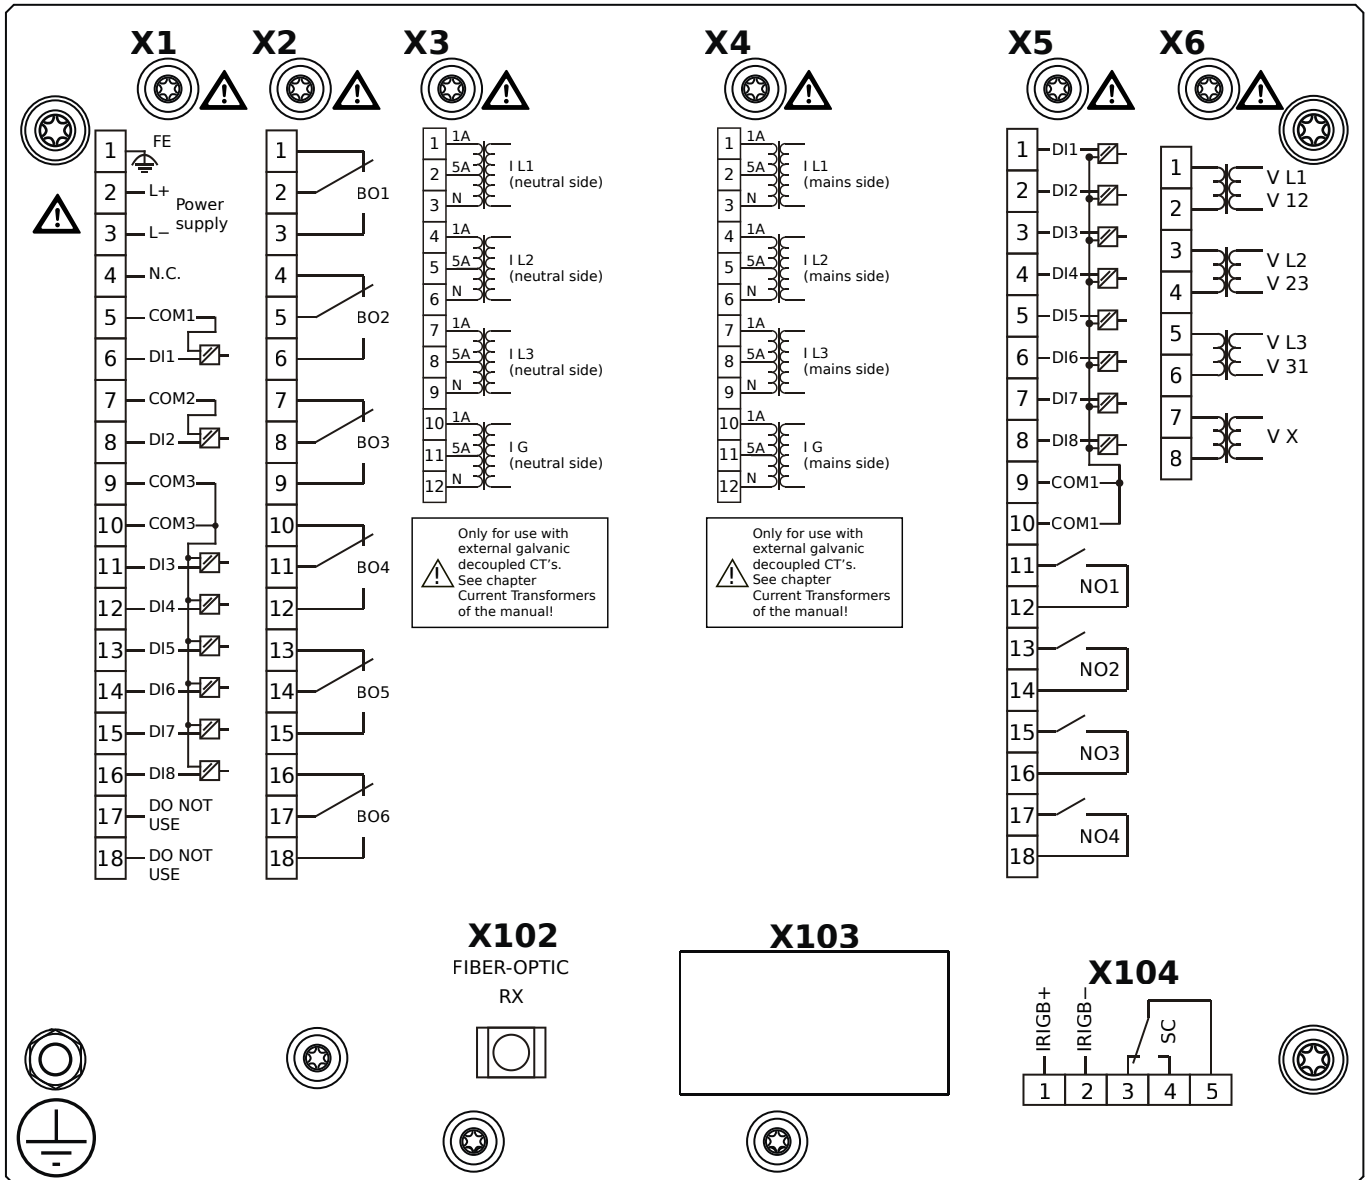 X1
X2
X3
X4
X5
X6
1
FE
2
L+
Power
supply
3
L−
4
N.C.
5
COM1
6
DI1
7
COM2
8
DI2
9
COM3
10
COM3
11
DI3
12
DI4
13
DI5
14
DI6
15
DI7
16
DI8
17
DO NOT
USE
18
DO NOT
USE
1
2
BO1
3
4
5
BO2
6
7
8
BO3
9
10
11
BO4
12
13
14
BO5
15
16
17
BO6
18
1
1A
2
5A
3
N
I L1
(neutral side)
4
1A
5
5A
6
N
I L2
(neutral side)
7
1A
8
5A
9
N
I L3
(neutral side)
10
1A
11
5A
12
N
I G
(neutral side)
Only for use with
external galvanic
decoupled CT's.
See chapter
Current Transformers
of the manual!
1
1A
2
5A
3
N
I L1
(mains side)
4
1A
5
5A
6
N
I L2
(mains side)
7
1A
8
5A
9
N
I L3
(mains side)
10
1A
11
5A
12
N
I G
(mains side)
Only for use with
external galvanic
decoupled CT's.
See chapter
Current Transformers
of the manual!
1
DI1
2
DI2
3
DI3
4
DI4
5
DI5
6
DI6
7
DI7
8
DI8
9
COM1
10
COM1
11
NO1
12
13
NO2
14
15
NO3
16
17
NO4
18
1
V L1
2
V 12
3
V L2
4
V 23
5
V L3
6
V 31
7
V X
8
X102
FIBER-OPTIC
RX
X103
X104
IRIGB+
IRIGB−
SC
1
2
3
4
5